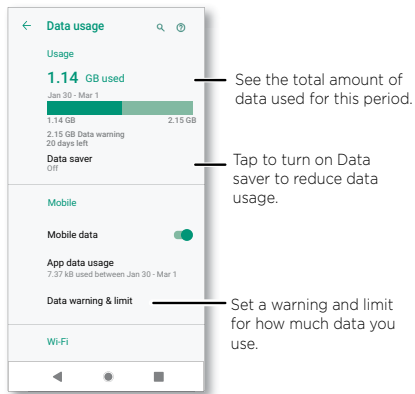 Data usage
Usage
1.14 GB used
Jan 30 - Mar 1
1.14 GB 2.15 GB
2.15 GB Data warning
20 days left
Data saver
Off
Mobile
Mobile data
App data usage
7.37 kB used between Jan 30 - Mar 1
Data warning & limit
Wi-Fi
See the total amount of
data used for this period.
Tap to turn on Data
saver to reduce data
usage.
Set a warning and limit
for how much data you
use.